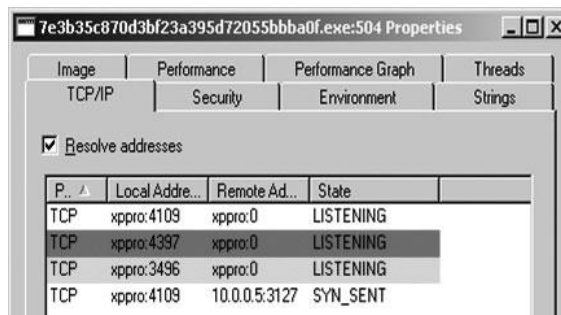 7e3b35c870d3bf23a395d72055bbba0f.exe:504 Properties
Image Performance Performance Graph Threads
TCP/IP Security Environment Strings
Resolve addresses
P.. Local Addre... Remote Ad... State
TCP xppro:4109 xppro:0 LISTENING
TCP xppro:4397 xppro:0 LISTENING
TCP xppro:3496 xppro:0 LISTENING
TCP xppro:4109 10.0.0.5:3127 SYN_SENT